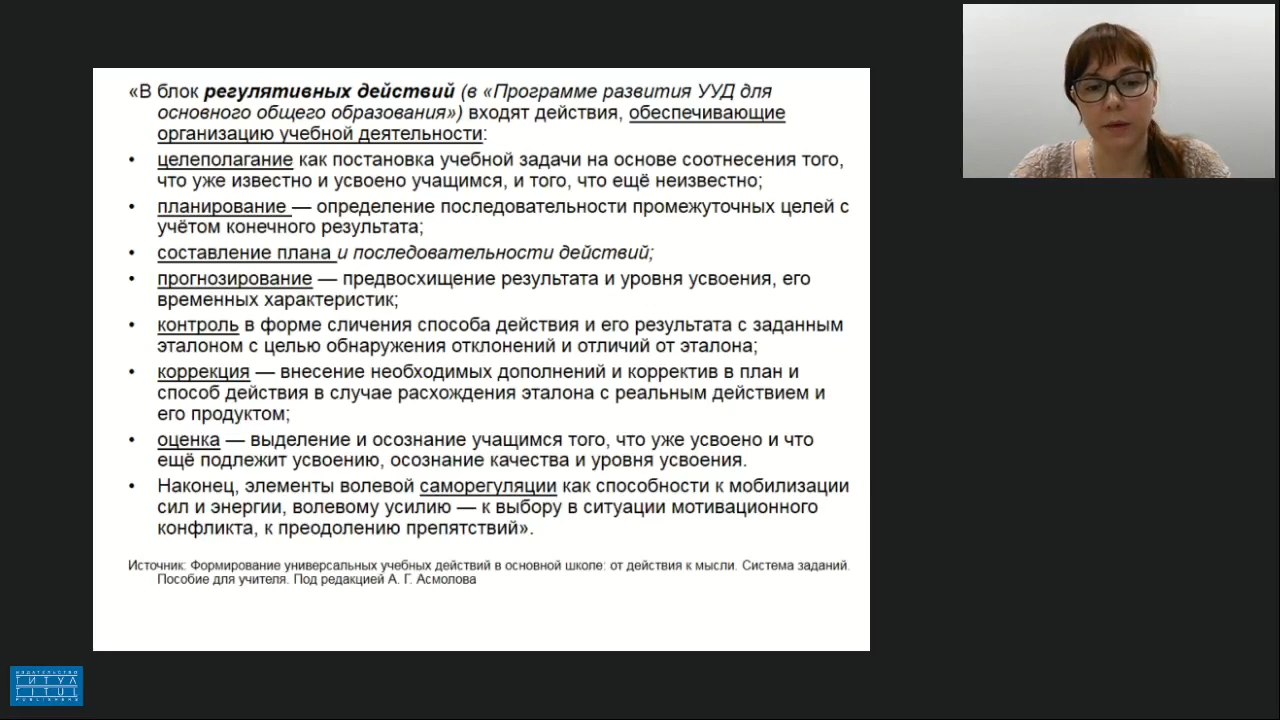 «В блок регулятивных действий (в «Программе развития УУД для
основного общего образования») входят действия, обеспечивающие
организацию учебной деятельности:
• целеполагание как постановка учебной задачи на основе соотнесения того,
что уже известно и усвоено учащимся, и того, что ещё неизвестно;
• планирование — определение последовательности промежуточных целей с
учётом конечного результата;
• составление плана и последовательности действий;
• прогнозирование — предвосхищение результата и уровня усвоения, его
временных характеристик;
• контроль в форме сличения способа действия и его результата с заданным
эталоном с целью обнаружения отклонений и отличий от эталона;
• коррекция — внесение необходимых дополнений и корректив в план и
способ действия в случае расхождения эталона с реальным действием и
его продуктом;
• оценка — выделение и осознание учащимся того, что уже усвоено и что
ещё подлежит усвоению, осознание качества и уровня усвоения.
• Наконец, элементы волевой саморегуляции как способности к мобилизации
сил и энергии, волевому усилию — к выбору в ситуации мотивационного
конфликта, к преодолению препятствий».
Источник: Формирование универсальных учебных действий в основной школе: от действия к мысли. Система заданий.
Пособие для учителя. Под редакцией А. Г. Асмолова
ИЗДАТЕЛЬСТВО
ТИТУЛ
TITUL
PUBLISHERS